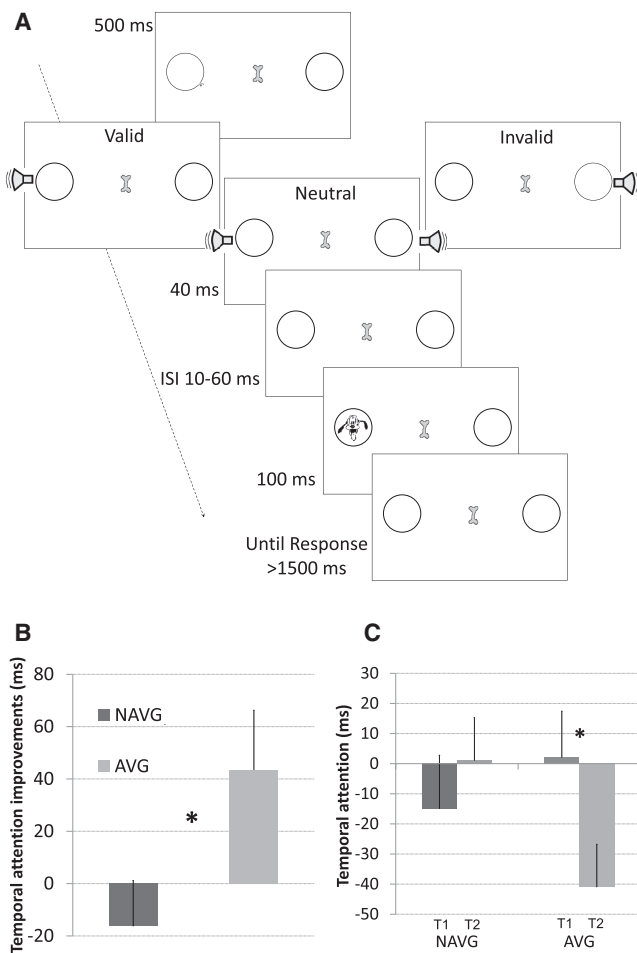 A
500 ms
Valid
Invalid
Neutral
40 ms
ISI 10-60 ms
100 ms
Until Response
>1500 ms
B
Temporal attention improvements (ms)
80
60
40
20
0
-20
NAVG
AVG
*
C
Temporal attention (ms)
30
20
10
0
-10
-20
-30
-40
-50
*
T1 T2 T1 T2
NAVG AVG